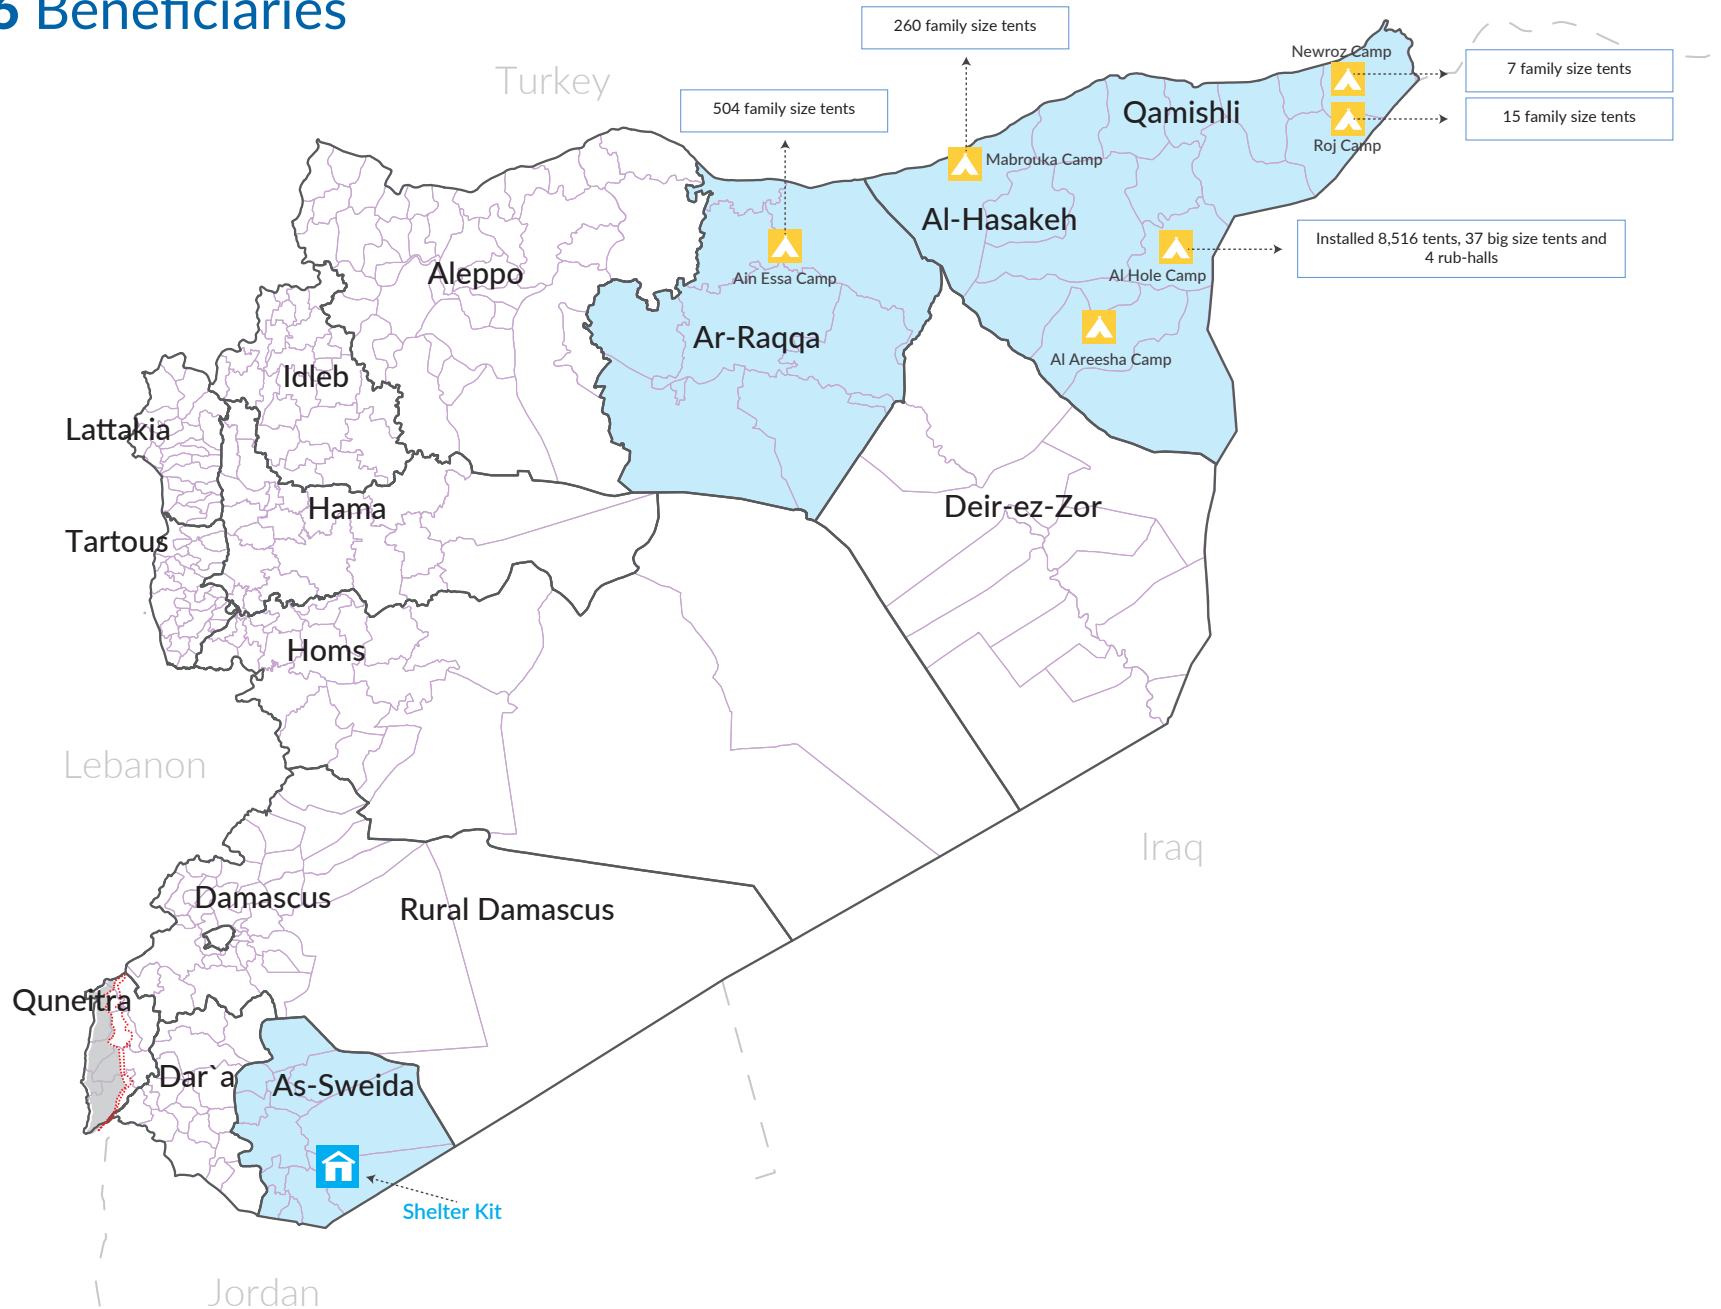 6 Beneficiaries
260 family size tents
Newroz Camp
7 family size tents
Turkey
504 family size tents
Qamishli
15 family size tents
Roj Camp
Mabrouka Camp
Al-Hasakeh
Installed 8,516 tents, 37 big size tents and
4 rub-halls
Aleppo
Ain Essa Camp
Al Hole Camp
Ar-Raqqa
Al Areesha Camp
Idleb
Lattakia
Hama
Deir-ez-Zor
Tartous
Homs
Lebanon
Iraq
Damascus
Rural Damascus
Quneitra
Dar`a
As-Sweida
Shelter Kit
Jordan